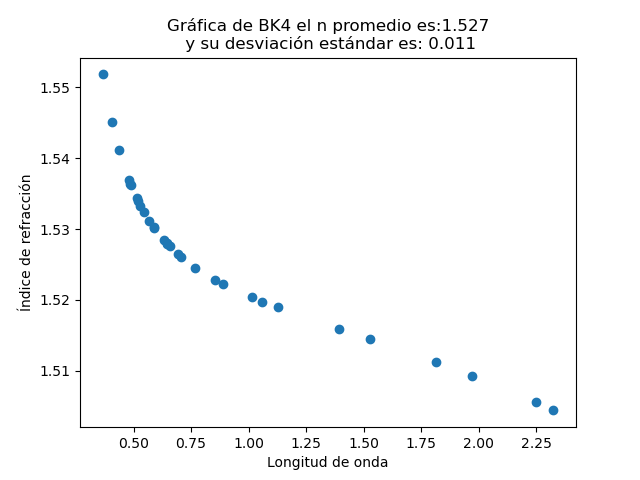 Gráfica de BK4 el n promedio es:1.527
y su desviación estándar es: 0.011
1.55
1.54
1.53
1.52
1.51
Índice de refracción
0.50 0.75 1.00 1.25 1.50 1.75 2.00 2.25
Longitud de onda